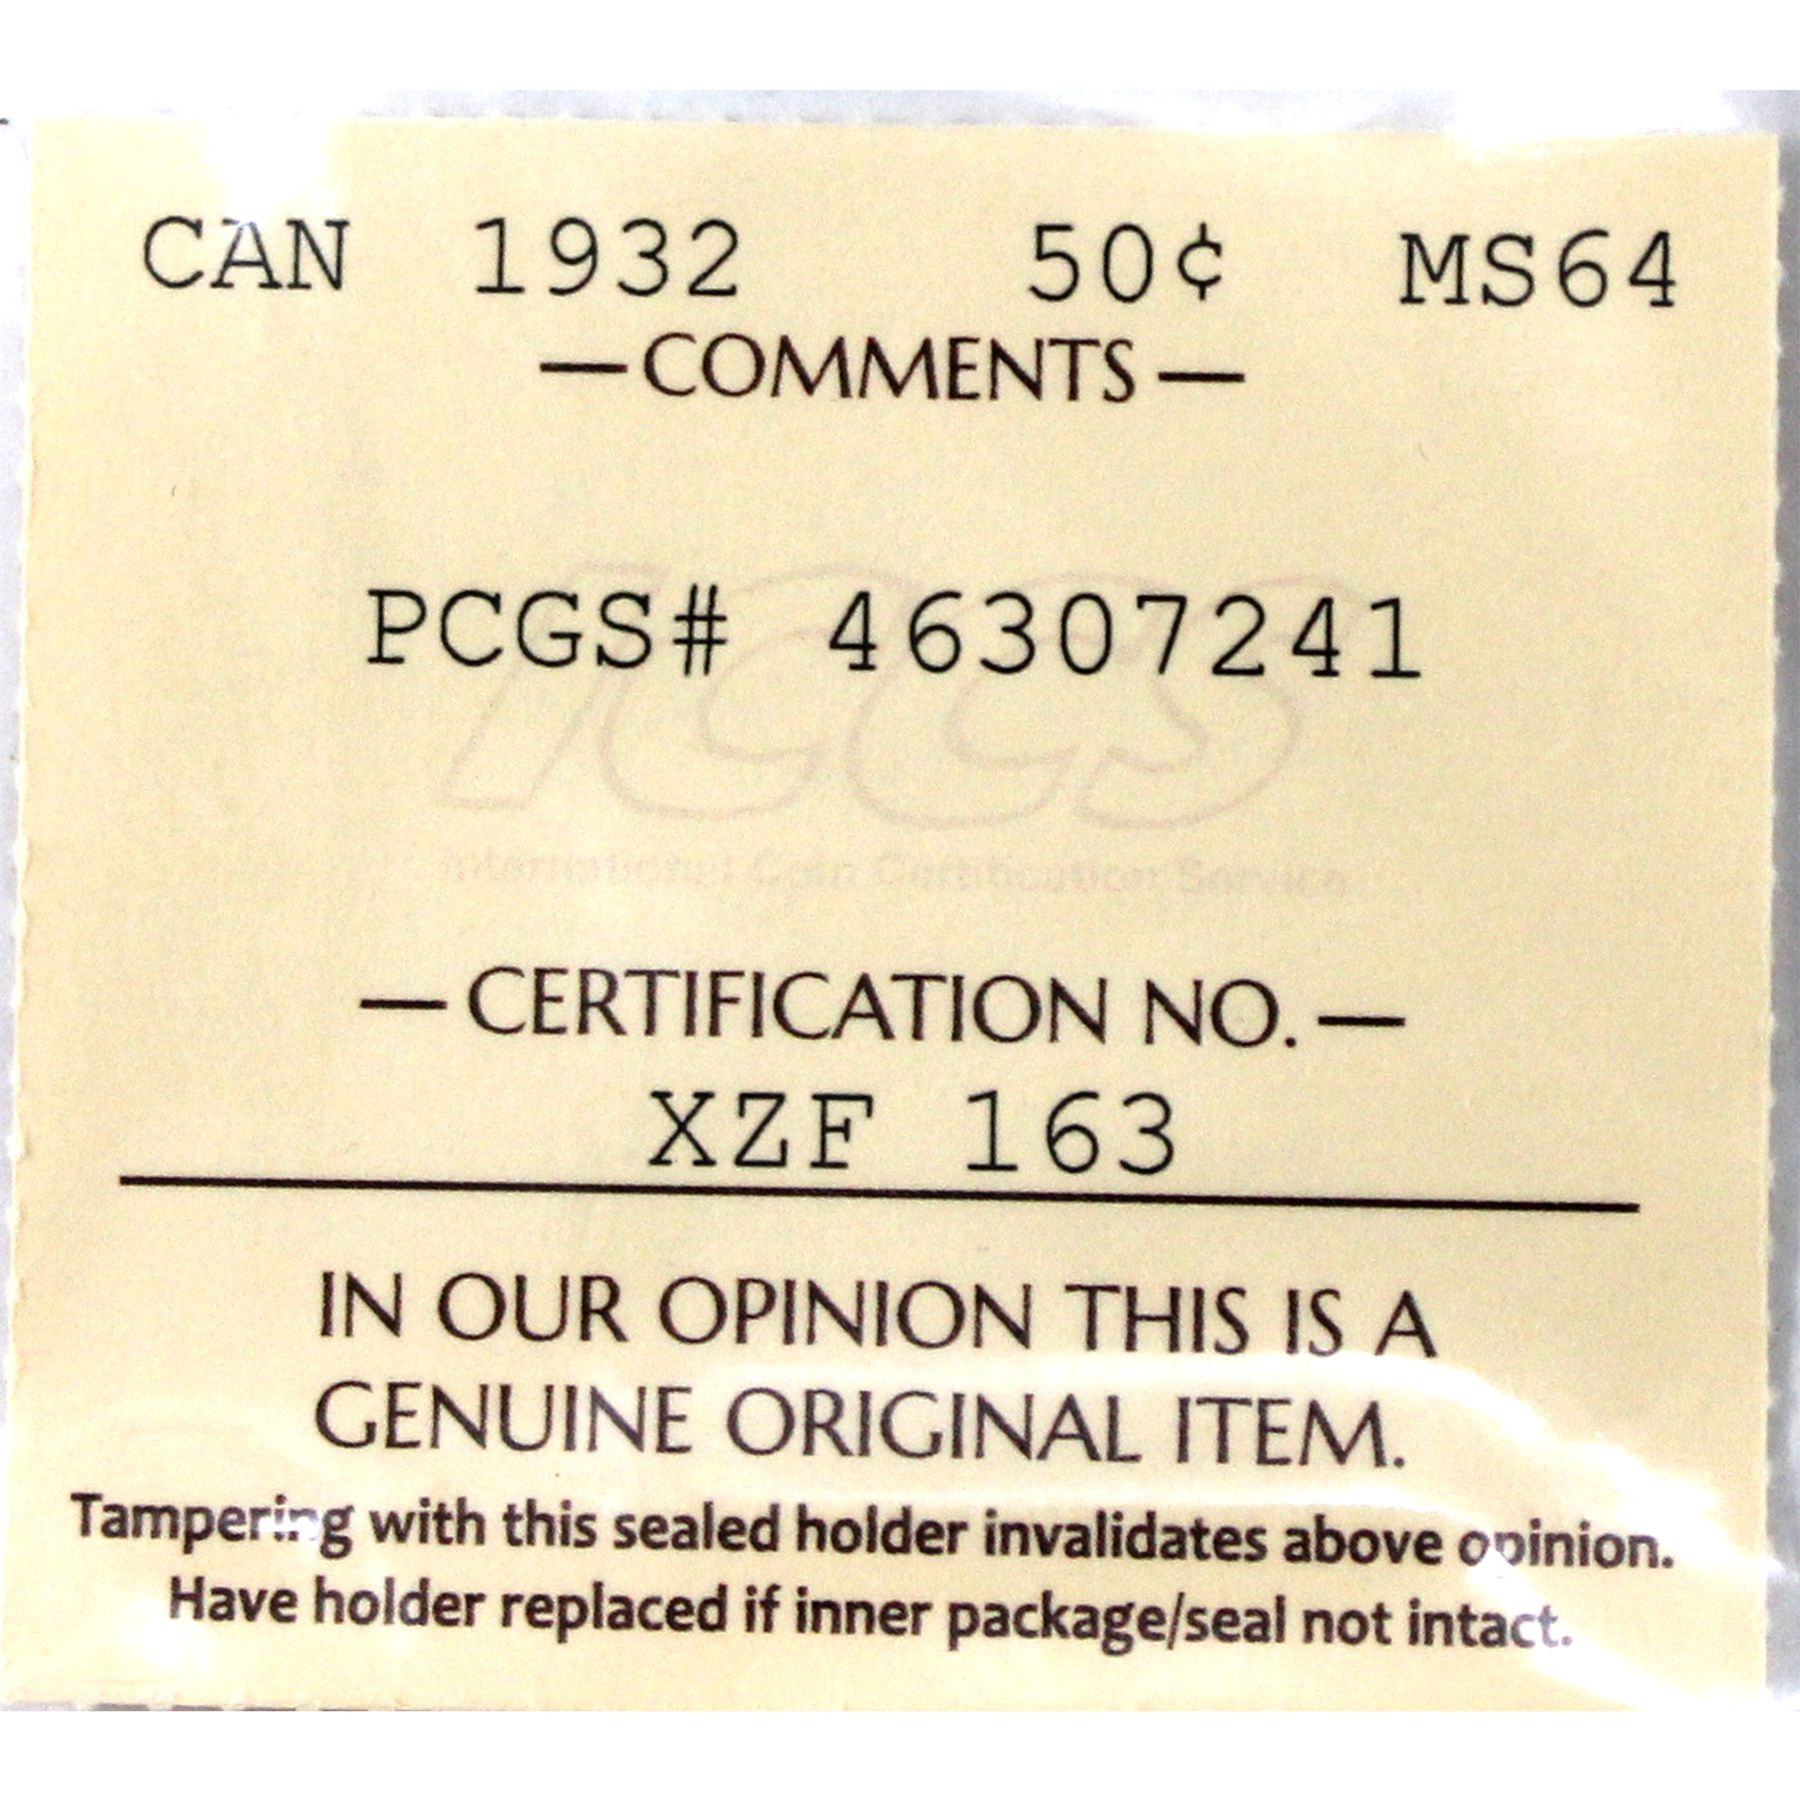 CAN 1932 50¢ MS64
—COMMENTS—
PCGS# 46307241
ICCS
International Coin Certification Service
—CERTIFICATION NO.—
XZF 163
IN OUR OPINION THIS IS A
GENUINE ORIGINAL ITEM.
Tampering with this sealed holder invalidates above opinion.
Have holder replaced if inner package/seal not intact.